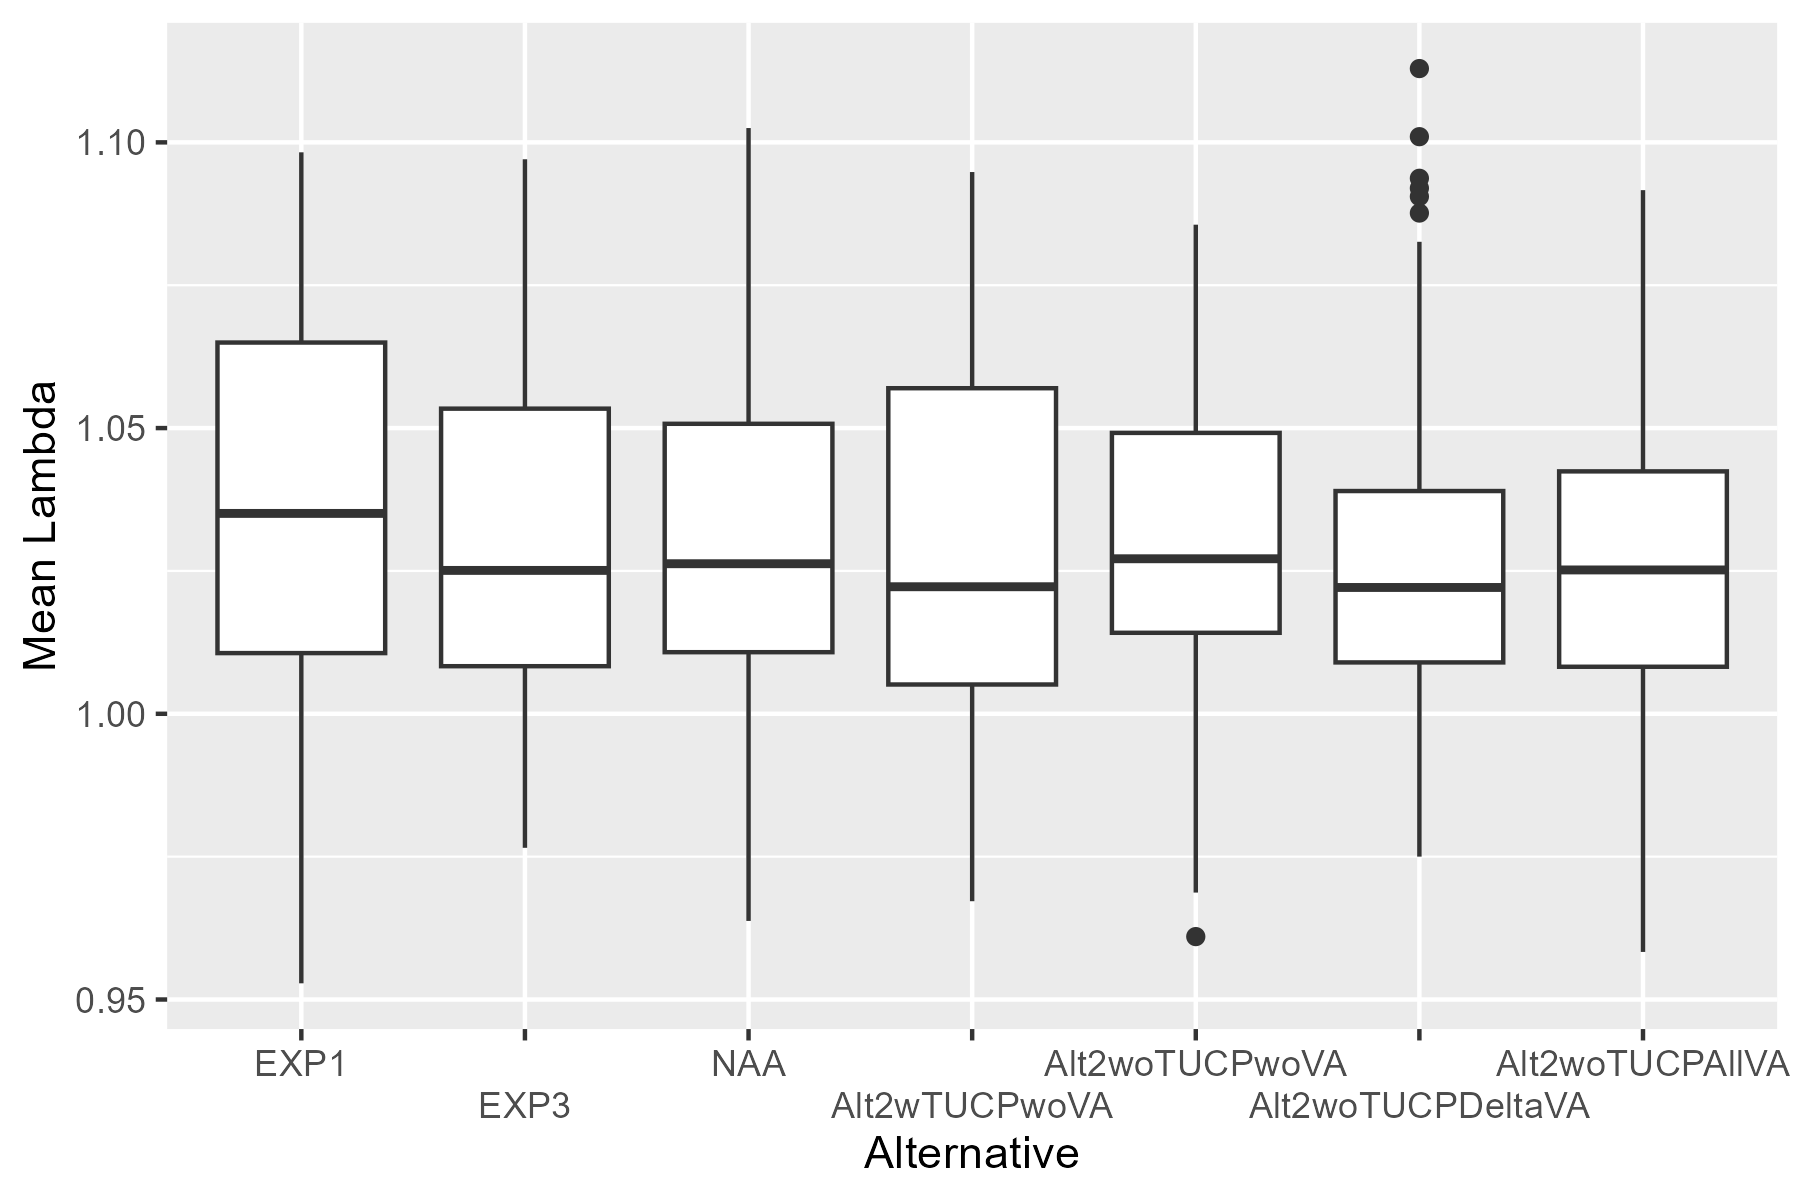 Mean Lambda
1.10
1.05
1.00
0.95
EXP1 NAA Alt2woTUCPwoVA Alt2woTUCPAllVA
EXP3 Alt2wTUCPwoVA Alt2woTUCPDeltaVA
Alternative